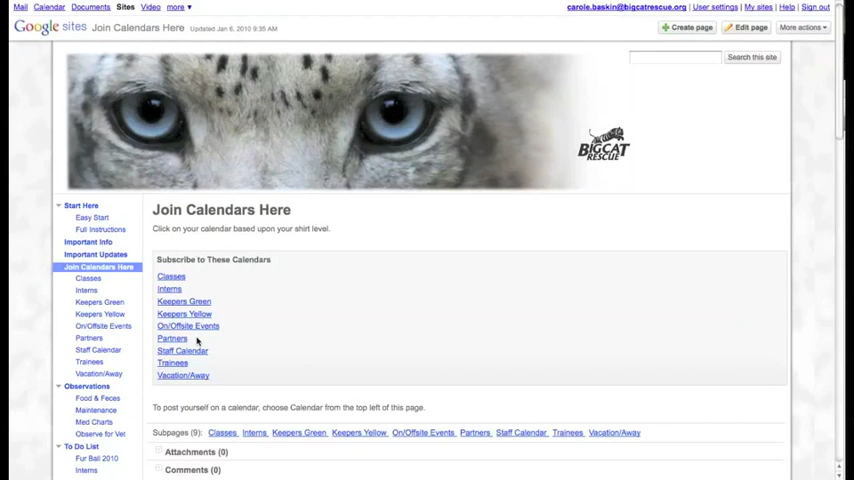 Mail Calendar Documents Sites Video more ▼ carole.baskin@bigcatrescue.org | User settings | My sites | Help | Sign out
Google sites Join Calendars Here Updated Jan 6, 2010 9:35 AM Create page Edit page More actions ▼
Search this site
BIGCAT
RESCUE
Start Here
Easy Start
Full Instructions
Important Info
Important Updates
Join Calendars Here
Classes
Interns
Keepers Green
Keepers Yellow
On/Offsite Events
Partners
Staff Calendar
Trainees
Vacation/Away
Observations
Food & Feces
Maintenance
Med Charts
Observe for Vet
To Do List
Fur Ball 2010
Interns
Join Calendars Here
Click on your calendar based upon your shirt level.
Subscribe to These Calendars
Classes
Interns
Keepers Green
Keepers Yellow
On/Offsite Events
Partners
Staff Calendar
Trainees
Vacation/Away
To post yourself on a calendar, choose Calendar from the top left of this page.
Subpages (9): Classes Interns Keepers Green Keepers Yellow On/Offsite Events Partners Staff Calendar Trainees Vacation/Away
Attachments (0)
Comments (0)